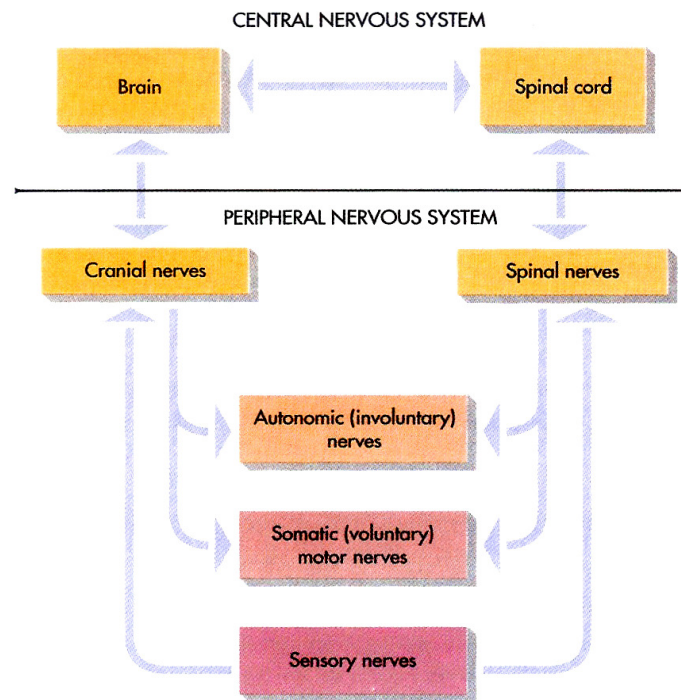 CENTRAL NERVOUS SYSTEM
Brain
Spinal cord
PERIPHERAL NERVOUS SYSTEM
Cranial nerves
Spinal nerves
Autonomic (involuntary)
nerves
Somatic (voluntary)
motor nerves
Sensory nerves